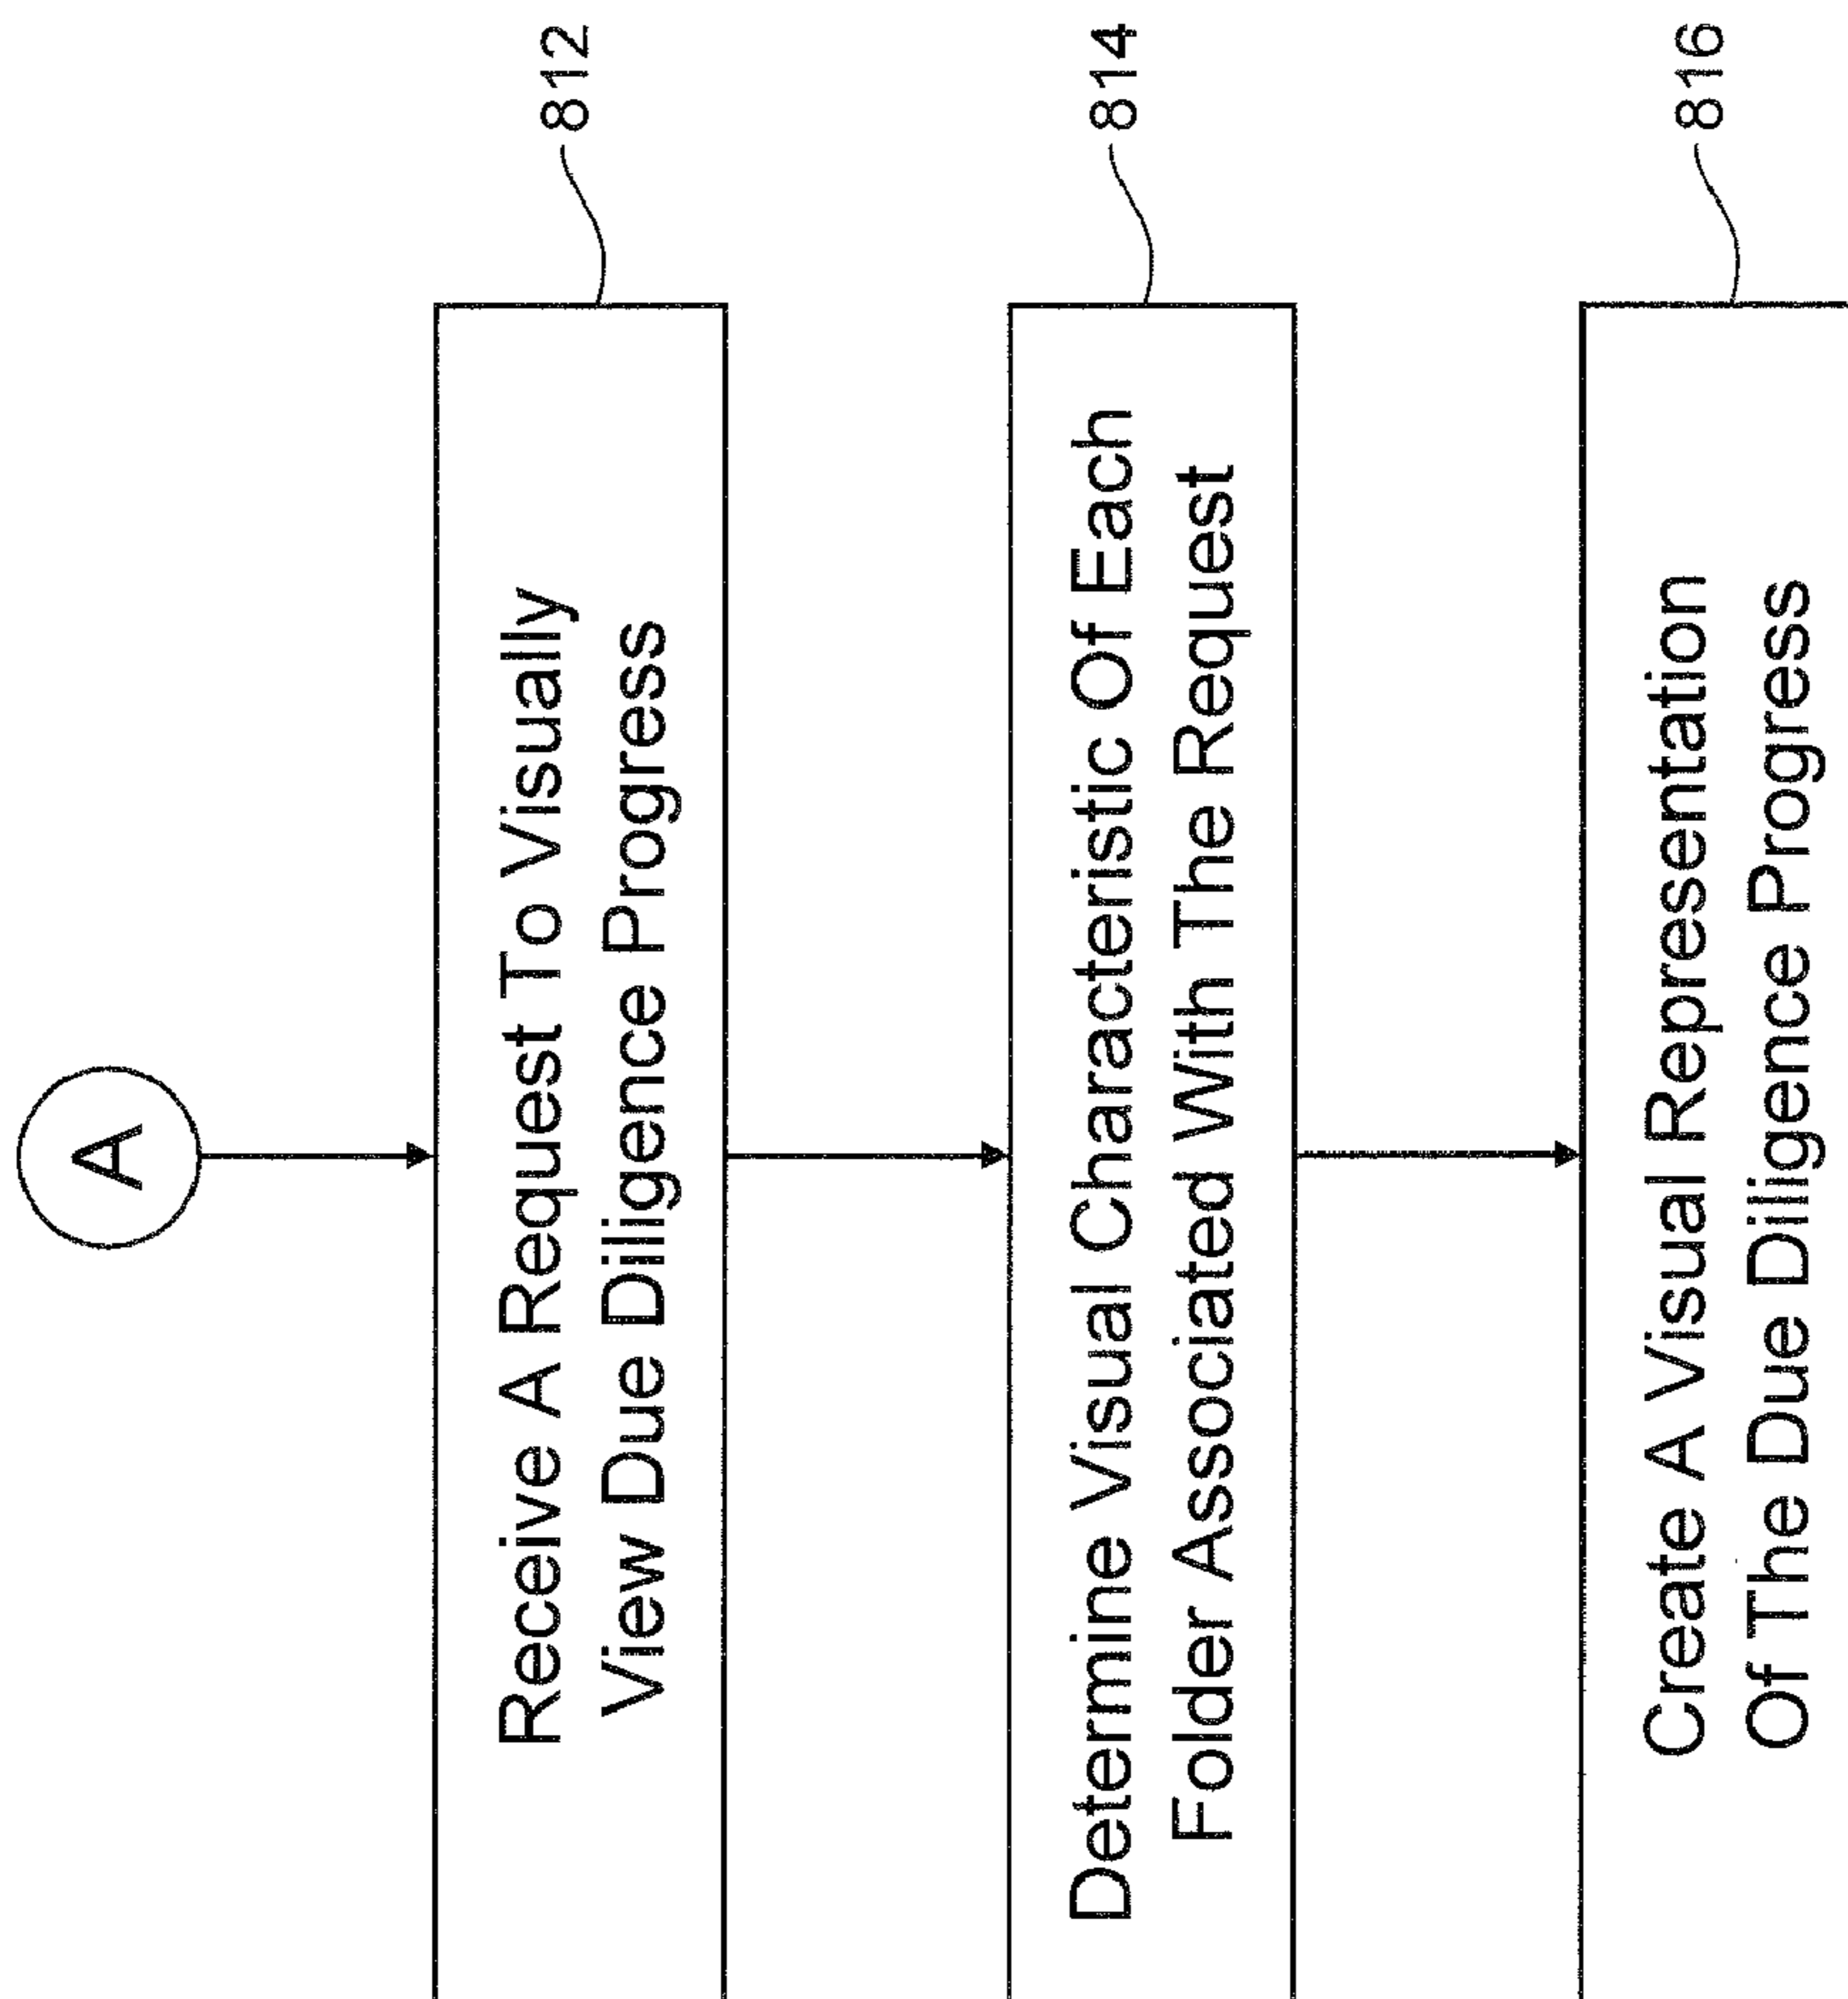 A
Receive A Request To Visually
View Due Diligence Progress
812
Determine Visual Characteristic Of Each
Folder Associated With The Request
814
Create A Visual Representation
Of The Due Diligence Progress
816